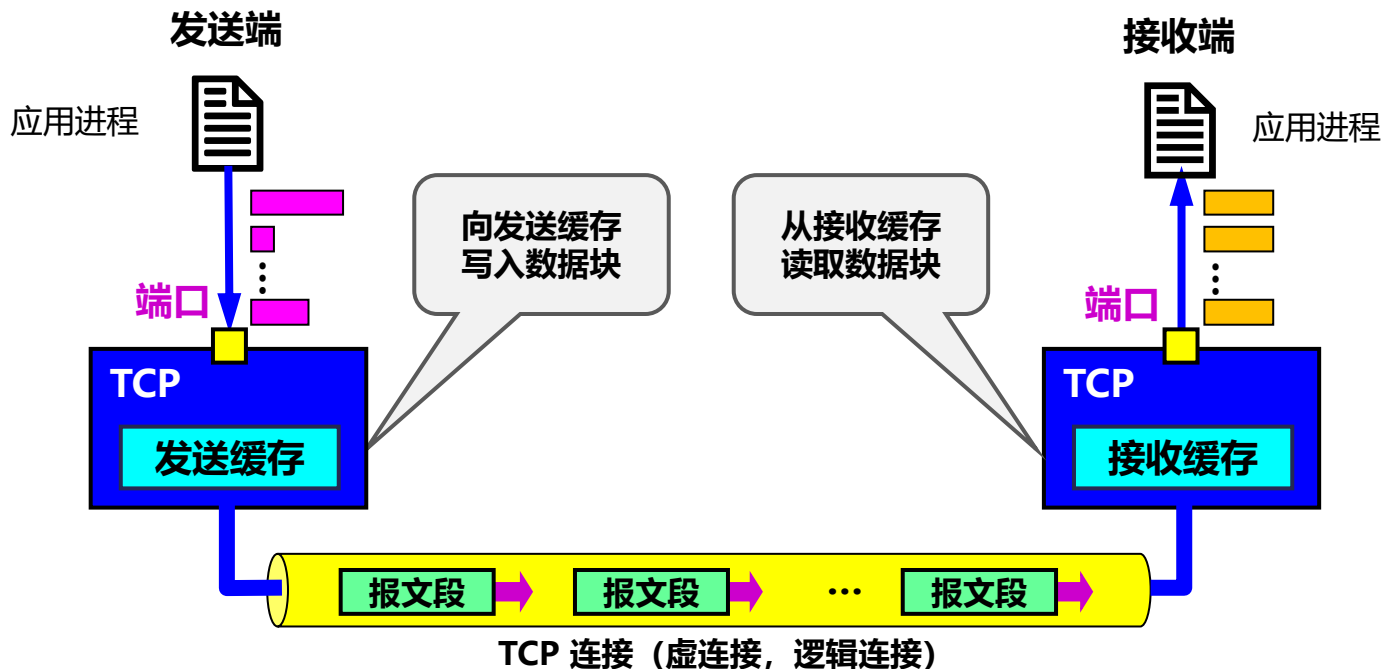 发送端
接收端
应用进程
应用进程
向发送缓存
写入数据块
从接收缓存
读取数据块
端口
端口
TCP
TCP
发送缓存
接收缓存
报文段
报文段
…
报文段
TCP 连接（虚连接，逻辑连接）